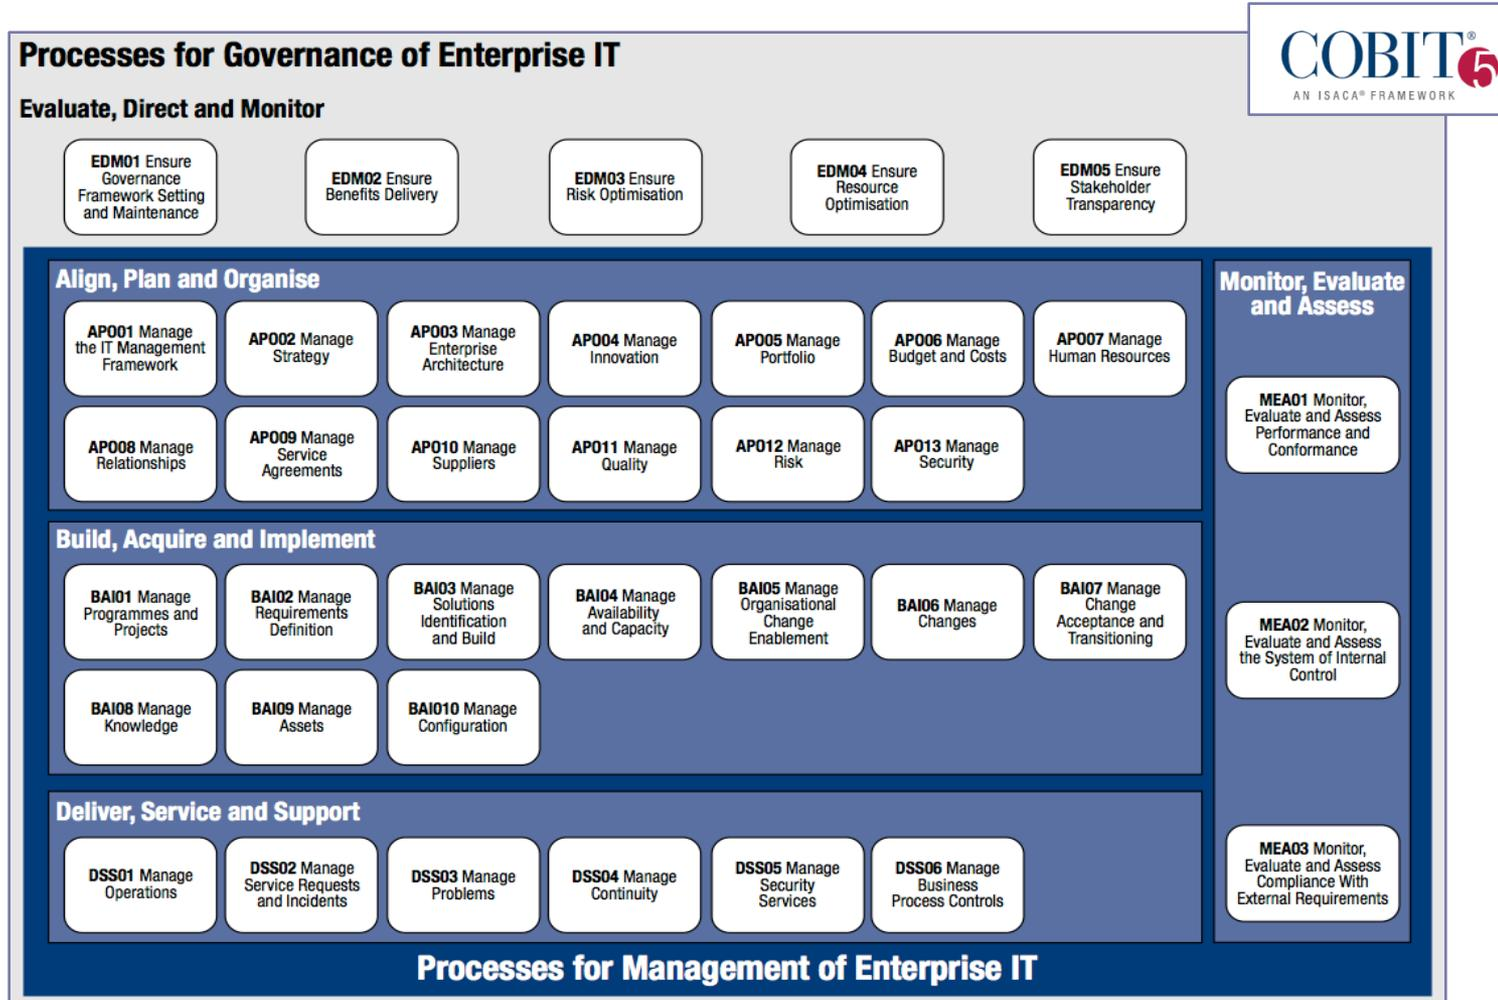 COBIT® 5
AN ISACA® FRAMEWORK
Processes for Governance of Enterprise IT
Evaluate, Direct and Monitor
EDM01 Ensure
Governance
Framework Setting
and Maintenance
EDM02 Ensure
Benefits Delivery
EDM03 Ensure
Risk Optimisation
EDM04 Ensure
Resource
Optimisation
EDM05 Ensure
Stakeholder
Transparency
Align, Plan and Organise
APO01 Manage
the IT Management
Framework
APO02 Manage
Strategy
APO03 Manage
Enterprise
Architecture
APO04 Manage
Innovation
APO05 Manage
Portfolio
APO06 Manage
Budget and Costs
APO07 Manage
Human Resources
APO08 Manage
Relationships
APO09 Manage
Service
Agreements
APO10 Manage
Suppliers
APO11 Manage
Quality
APO12 Manage
Risk
APO13 Manage
Security
Build, Acquire and Implement
BAI01 Manage
Programmes and
Projects
BAI02 Manage
Requirements
Definition
BAI03 Manage
Solutions
Identification
and Build
BAI04 Manage
Availability
and Capacity
BAI05 Manage
Organisational
Change
Enablement
BAI06 Manage
Changes
BAI07 Manage
Change
Acceptance and
Transitioning
BAI08 Manage
Knowledge
BAI09 Manage
Assets
BAI010 Manage
Configuration
Deliver, Service and Support
DSS01 Manage
Operations
DSS02 Manage
Service Requests
and Incidents
DSS03 Manage
Problems
DSS04 Manage
Continuity
DSS05 Manage
Security
Services
DSS06 Manage
Business
Process Controls
Monitor, Evaluate
and Assess
MEA01 Monitor,
Evaluate and Assess
Performance and
Conformance
MEA02 Monitor,
Evaluate and Assess
the System of Internal
Control
MEA03 Monitor,
Evaluate and Assess
Compliance With
External Requirements
Processes for Management of Enterprise IT